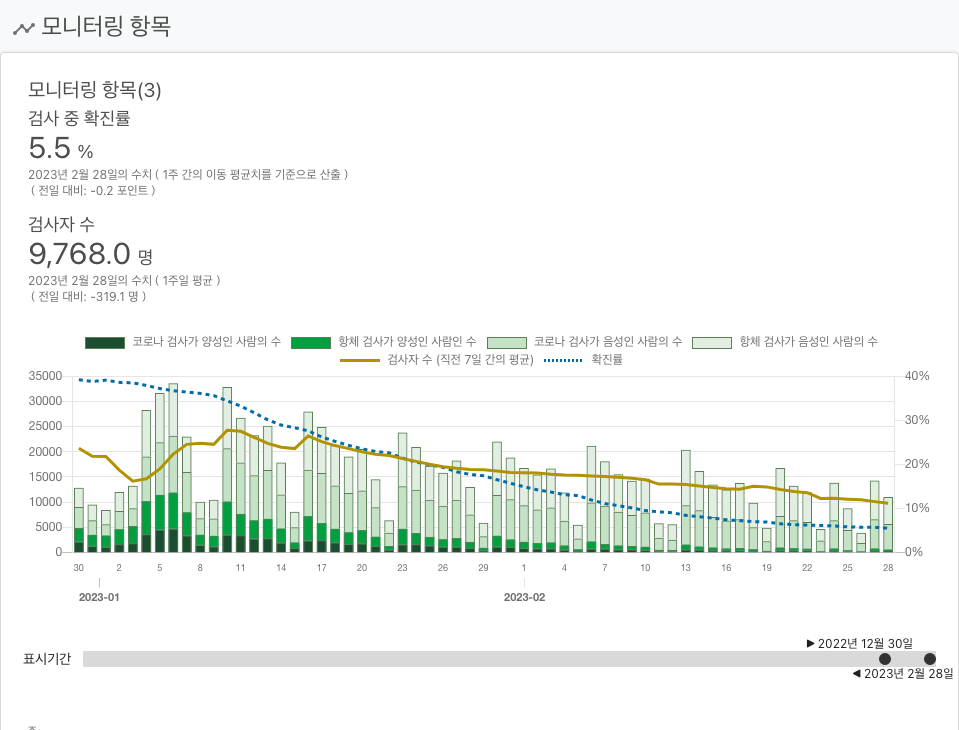 모니터링 항목
모니터링 항목(3)
검사 중 확진률
5.5 %
2023년 2월 28일의 수치 ( 1주 간의 이동 평균치를 기준으로 산출 )
( 전일 대비: -0.2 포인트 )
검사자 수
9,768.0 명
2023년 2월 28일의 수치 ( 1주일 평균 )
( 전일 대비: -319.1 명 )
코로나 검사가 양성인 사람의 수 항체 검사가 양성인 사람의 수 코로나 검사가 음성인 사람의 수 항체 검사가 음성인 사람의 수
검사자 수 (직전 7일 간의 평균) 확진률
35000 40%
30000
25000 30%
20000 20%
15000
10000 10%
5000
0 0%
30 2 5 8 11 14 17 20 23 26 29 1 4 7 10 13 16 19 22 25 28
2023-01 2023-02
▶ 2022년 12월 30일
표시기간
◀ 2023년 2월 28일